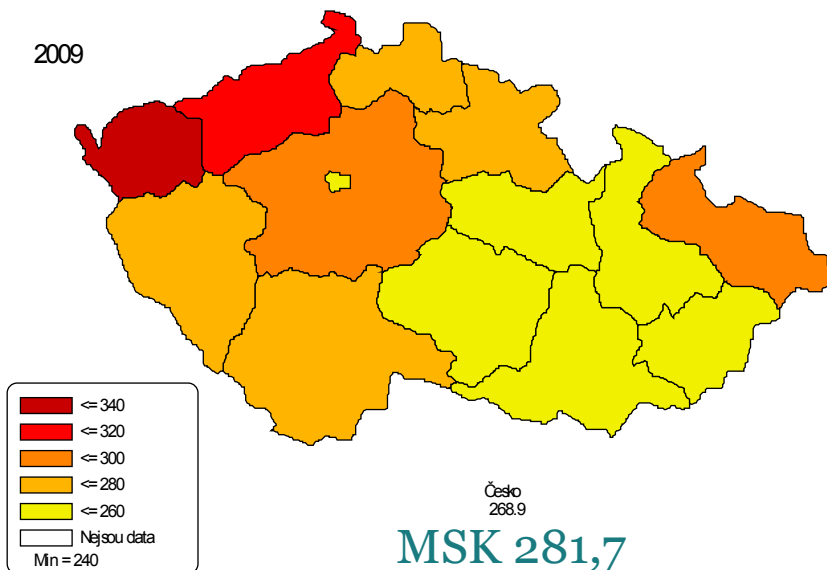 2009
<= 340
<= 320
<= 300
<= 280
<= 260
Nejsou data
Min = 240
Česko
268.9
MSK 281,7